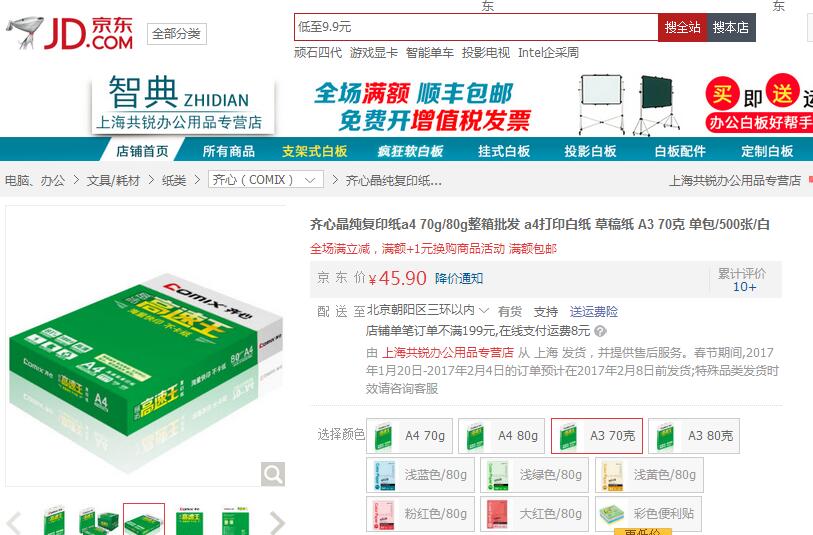 东
东
JD.COM 京东
全部分类
低至9.9元
搜全站
搜本店
顽石四代 游戏显卡 智能单车 投影电视 Intel企采周
智典 ZHIDIAN
上海共锐办公用品专营店
全场满额 顺丰包邮
免费开增值税发票
买即送
办公白板好帮手
店铺首页 所有商品 支架式白板 疯狂软白板 挂式白板 投影白板 白板配件 定制白板
电脑、办公 > 文具/耗材 > 纸类 > 齐心（COMIX） > 齐心晶纯复印纸...
上海共锐办公用品专营店
齐心晶纯复印纸a4 70g/80g整箱批发 a4打印白纸 草稿纸 A3 70克 单包/500张/白
全场满立减，满额+1元换购商品活动 满额包邮
京东价 ¥45.90 降价通知
累计评价
10+
配送至 北京朝阳区三环以内 有货 支持 送运费险
店铺单笔订单不满199元,在线支付运费8元
由 上海共锐办公用品专营店 从 上海 发货，并提供售后服务。春节期间,2017
年1月20日-2017年2月4日的订单预计在2017年2月8日前发货;特殊品类发货时
效请咨询客服
选择颜色
A4 70g
A4 80g
A3 70克
A3 80克
浅蓝色/80g
浅绿色/80g
浅黄色/80g
粉红色/80g
大红色/80g
彩色便利贴
更低价
COMIX 齐心
高速王
高速快印 不卡纸
A4
80g A4
COMIX 齐心
高速王
A4